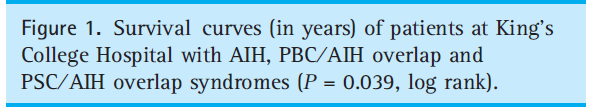 Figure 1. Survival curves (in years) of patients at King's
College Hospital with AIH, PBC/AIH overlap and
PSC/AIH overlap syndromes (P = 0.039, log rank).